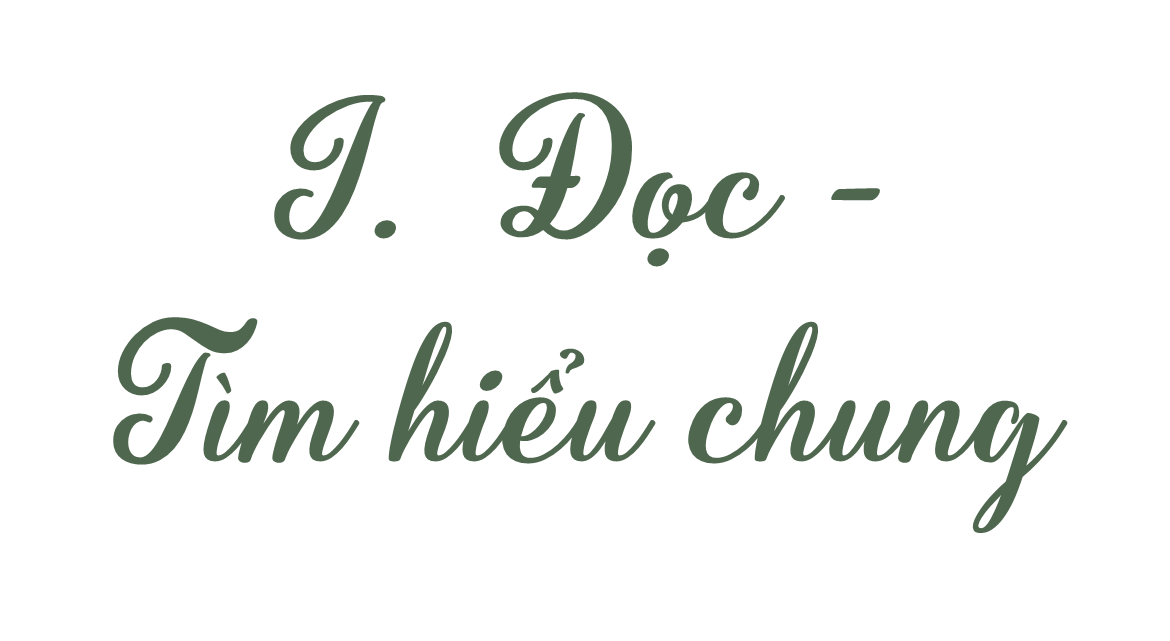 I. Đọc -
Tìm hiểu chung